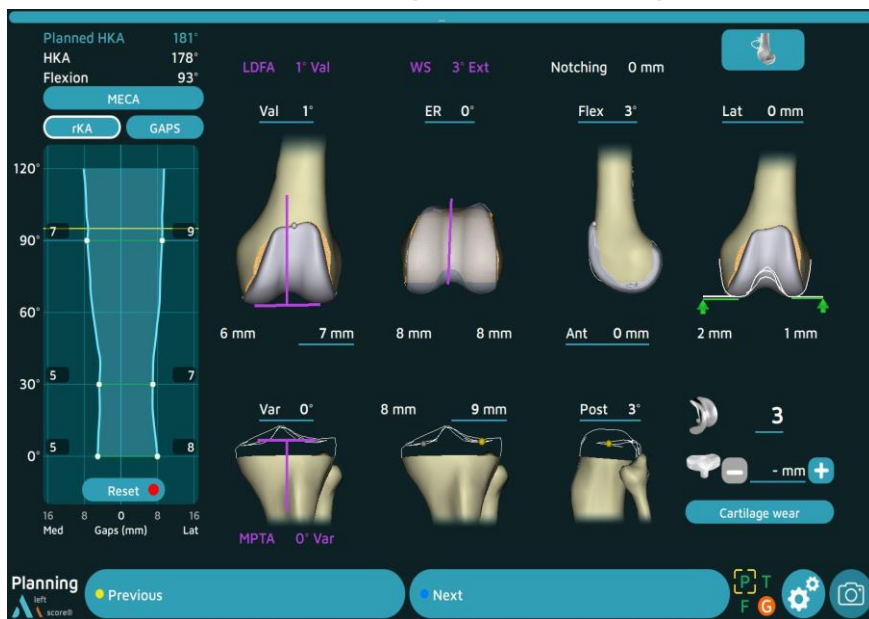 Planned HKA 181°
HKA 178°
Flexion 93°
MECA
rKA GAPS
LDFA 1° Val
WS 3° Ext
Notching 0 mm
Val 1°
ER 0°
Flex 3°
Lat 0 mm
120°
7 9
90°
60°
5 7
30°
5 8
0°
Reset
16 8 0 8 16
Med Gaps (mm) Lat
6 mm 7 mm
8 mm 8 mm
Ant 0 mm
2 mm 1 mm
Var 0°
8 mm 9 mm
Post 3°
3
- mm +
Cartilage wear
MPTA 0° Var
Planning
left
score®
Previous
Next
P T
F G